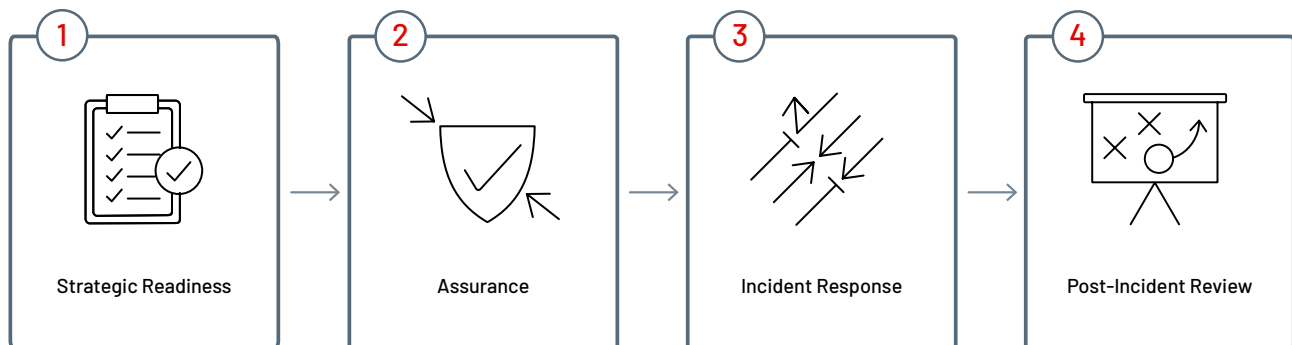 1
Strategic Readiness
2
Assurance
3
Incident Response
4
Post-Incident Review